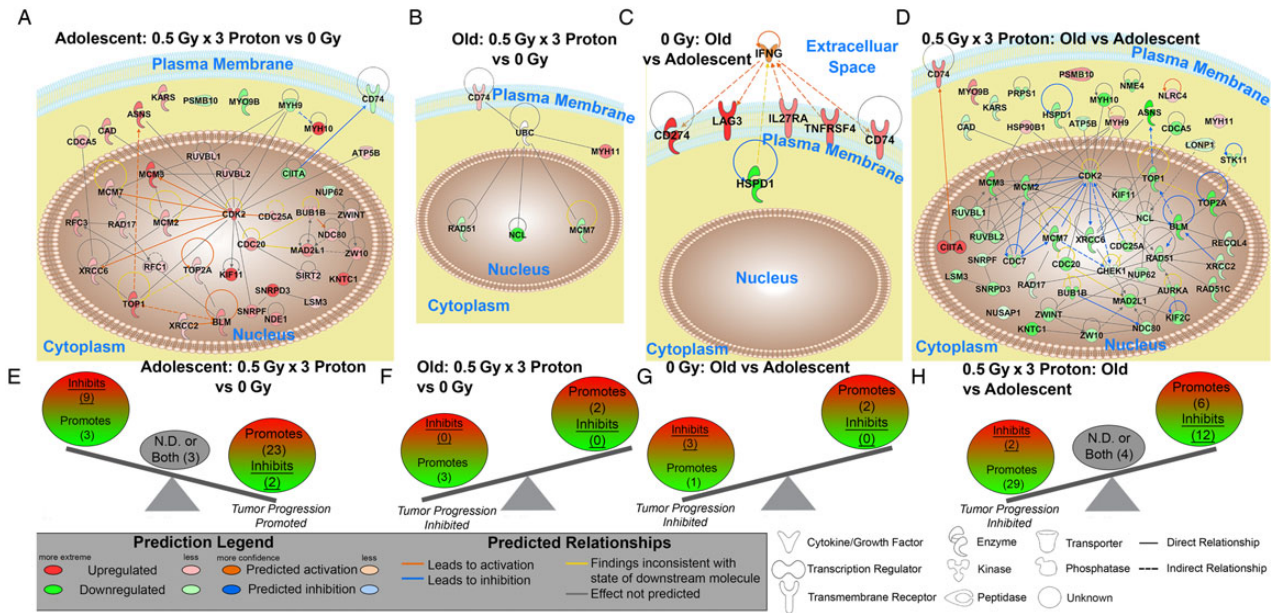 A
Adolescent: 0.5 Gy x 3 Proton vs 0 Gy
Plasma Membrane
KARS
PSMB10
MYO9B
MYH9
CD74
ASNS
CAD
MYH10
CDCA5
ATP5B
RUVBL1
MCM3
RUVBL2
CIITA
MCM7
NUP62
CDK2
RFC3
RAD17
MCM2
CDC25A
BUB1B
ZWINT
CDC20
NDC80
MAD2L1
ZW10
XRCC6
RFC1
TOP2A
KIF11
SIRT2
KNTC1
SNRPD3
TOP1
LSM3
SNRPF
NDE1
XRCC2
BLM
Nucleus
Cytoplasm
B
Old: 0.5 Gy x 3 Proton
vs 0 Gy
CD74
Plasma Membrane
UBC
MYH11
RAD51
NCL
MCM7
Nucleus
Cytoplasm
C
0 Gy: Old
vs Adolescent
IFNG
Extracelluar
Space
CD274
LAG3
IL27RA
TNFRSF4
CD74
Plasma Membrane
HSPD1
Nucleus
Cytoplasm
D
0.5 Gy x 3 Proton: Old vs Adolescent
CD74
PSMB10
MYO9B
PRPS1
NME4
NLRC4
KARS
HSPD1
MYH10
ASNS
CAD
HSP90B1
ATP5B
MYH9
CDCA5
MYH11
LONP1
STK11
CDK2
TOP1
MCM3
MCM2
KIF11
TOP2A
RUVBL1
NCL
BLM
CIITA
RUVBL2
MCM7
XRCC6
CDC25A
RECQL4
SNRPF
CDC7
RAD51
XRCC2
LSM3
CDC20
CHEK1
NUP62
SNRPD3
RAD17
BUB1B
AURKA
RAD51C
NUSAP1
MAD2L1
ZWINT
KIF2C
KNTC1
ZW10
NDC80
Nucleus
Cytoplasm
E
Adolescent: 0.5 Gy x 3 Proton
vs 0 Gy
Inhibits
(9)
Promotes
(3)
N.D. or
Both (3)
Promotes
(23)
Inhibits
(2)
Tumor Progression
Promoted
F
Old: 0.5 Gy x 3 Proton
vs 0 Gy
Inhibits
(0)
Promotes
(3)
Promotes
(2)
Inhibits
(0)
Tumor Progression
Inhibited
G
0 Gy: Old vs Adolescent
Inhibits
(3)
Promotes
(1)
Promotes
(2)
Inhibits
(0)
Tumor Progression
Inhibited
H
0.5 Gy x 3 Proton: Old
vs Adolescent
Inhibits
(2)
Promotes
(29)
N.D. or
Both (4)
Promotes
(6)
Inhibits
(12)
Tumor Progression
Inhibited
Prediction Legend
more extreme
less
more confidence
less
Upregulated
Predicted activation
Downregulated
Predicted inhibition
Predicted Relationships
Leads to activation
Leads to inhibition
Findings inconsistent with
state of downstream molecule
Effect not predicted
Cytokine/Growth Factor
Transcription Regulator
Transmembrane Receptor
Enzyme
Kinase
Peptidase
Transporter
Phosphatase
Unknown
Direct Relationship
Indirect Relationship